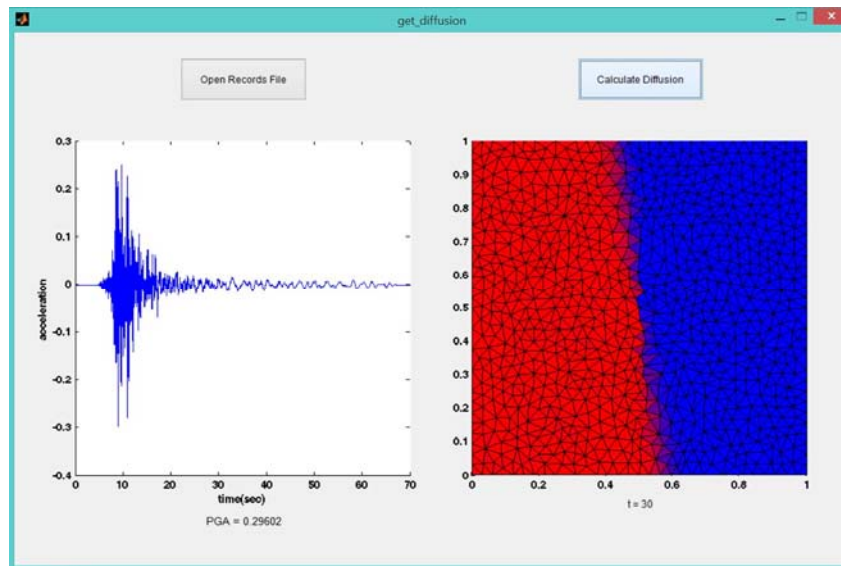 get_diffusion
Open Records File
Calculate Diffusion
0.3
0.2
0.1
0
-0.1
-0.2
-0.3
-0.4
acceleration
0 10 20 30 40 50 60 70
time(sec)
PGA = 0.29602
1
0.9
0.8
0.7
0.6
0.5
0.4
0.3
0.2
0.1
0
0 0.2 0.4 0.6 0.8 1
t = 30